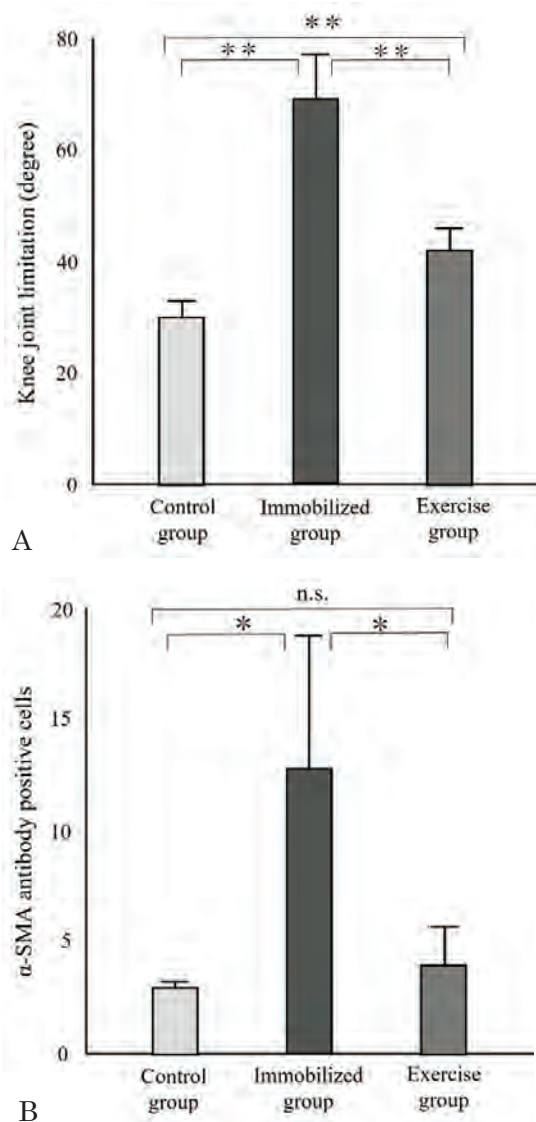 **
80
** **
60
40
20
0
Knee joint limitation (degree)
Control group
Immobilized group
Exercise group
A
n.s.
20
* *
15
10
5
0
α-SMA antibody positive cells
Control group
Immobilized group
Exercise group
B